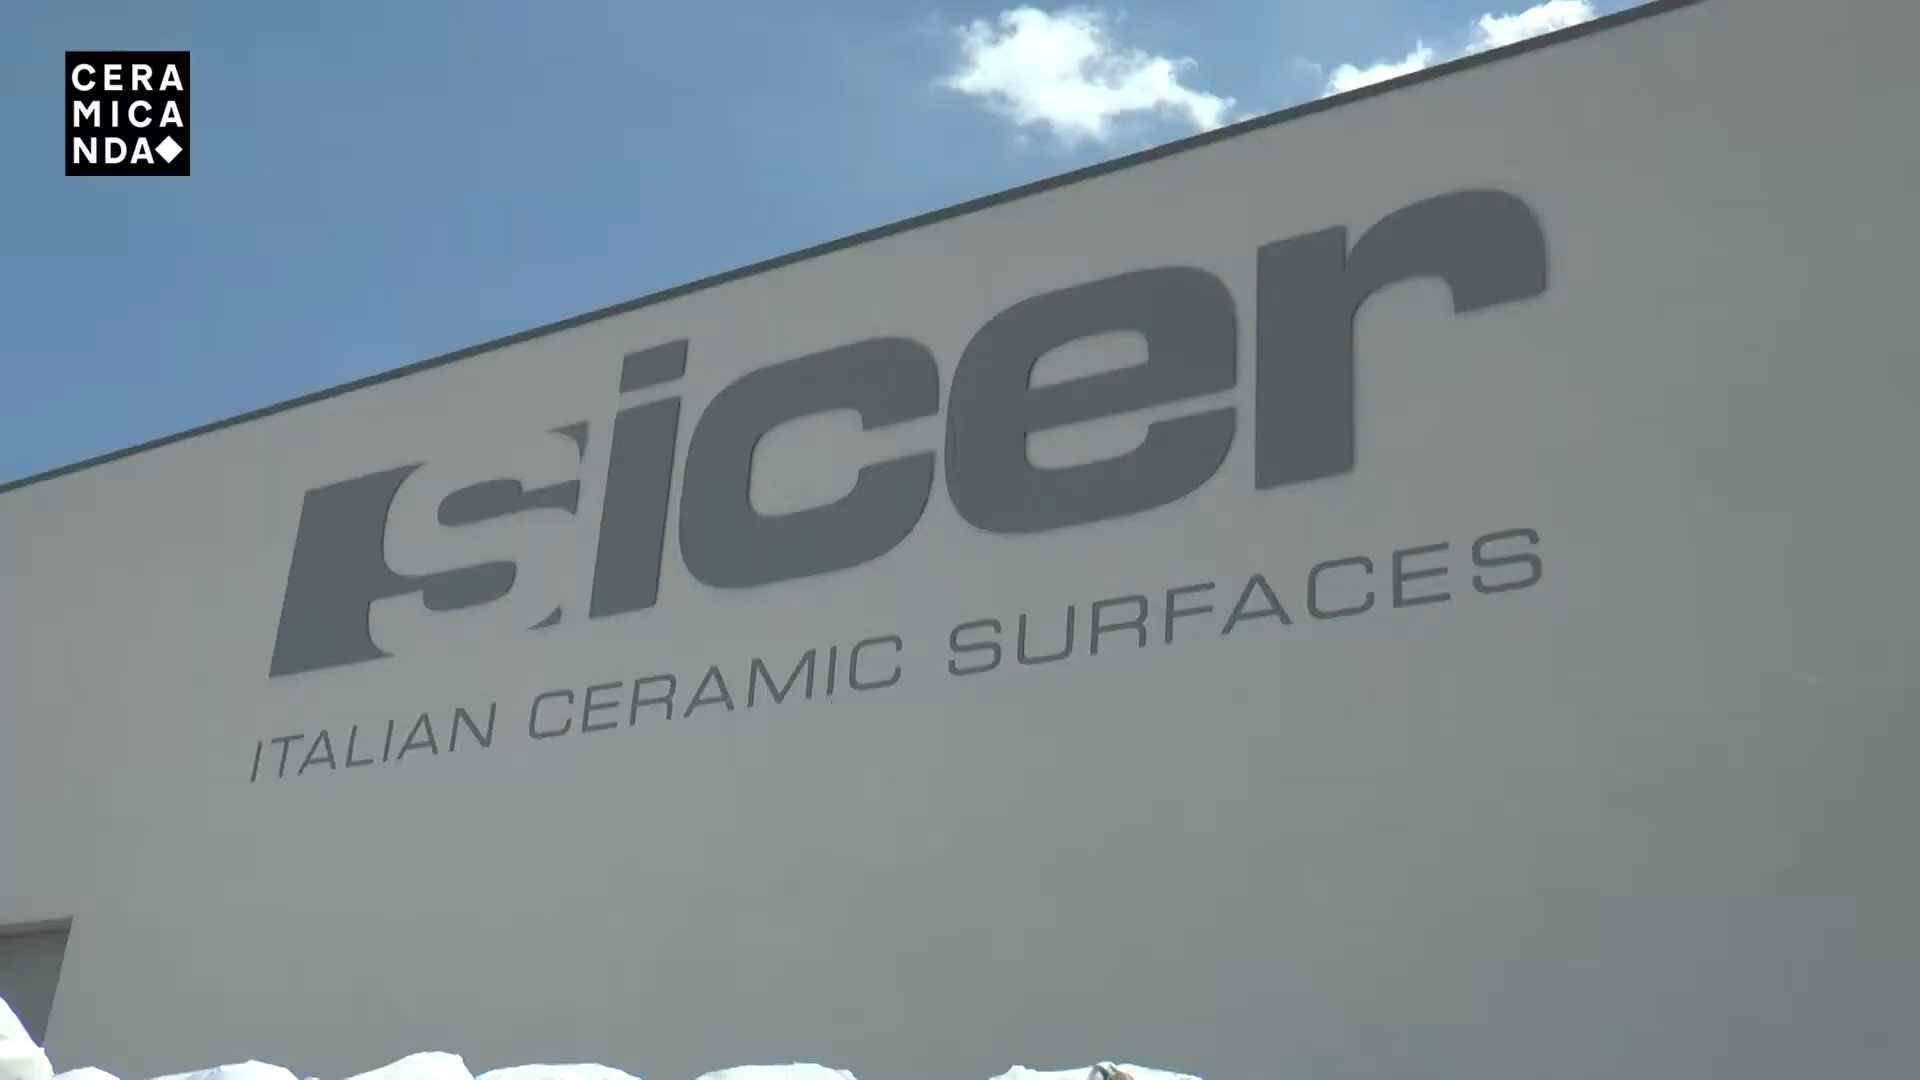 CERA
MICA
NDA
sicer
ITALIAN CERAMIC SURFACES